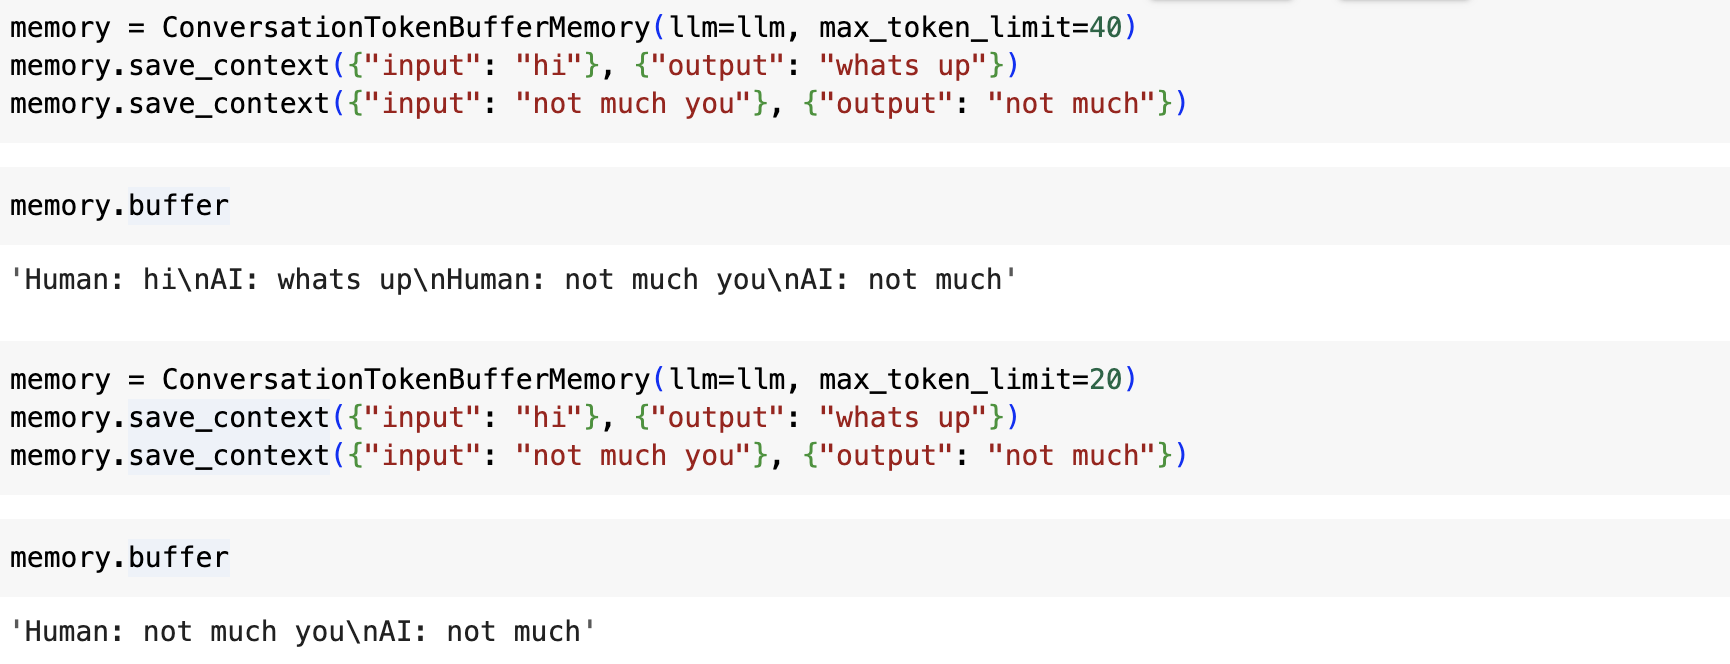 memory = ConversationTokenBufferMemory(llm=llm, max_token_limit=40)
memory.save_context({"input": "hi"}, {"output": "whats up"})
memory.save_context({"input": "not much you"}, {"output": "not much"})
memory.buffer
'Human: hi\nAI: whats up\nHuman: not much you\nAI: not much'
memory = ConversationTokenBufferMemory(llm=llm, max_token_limit=20)
memory.save_context({"input": "hi"}, {"output": "whats up"})
memory.save_context({"input": "not much you"}, {"output": "not much"})
memory.buffer
'Human: not much you\nAI: not much'